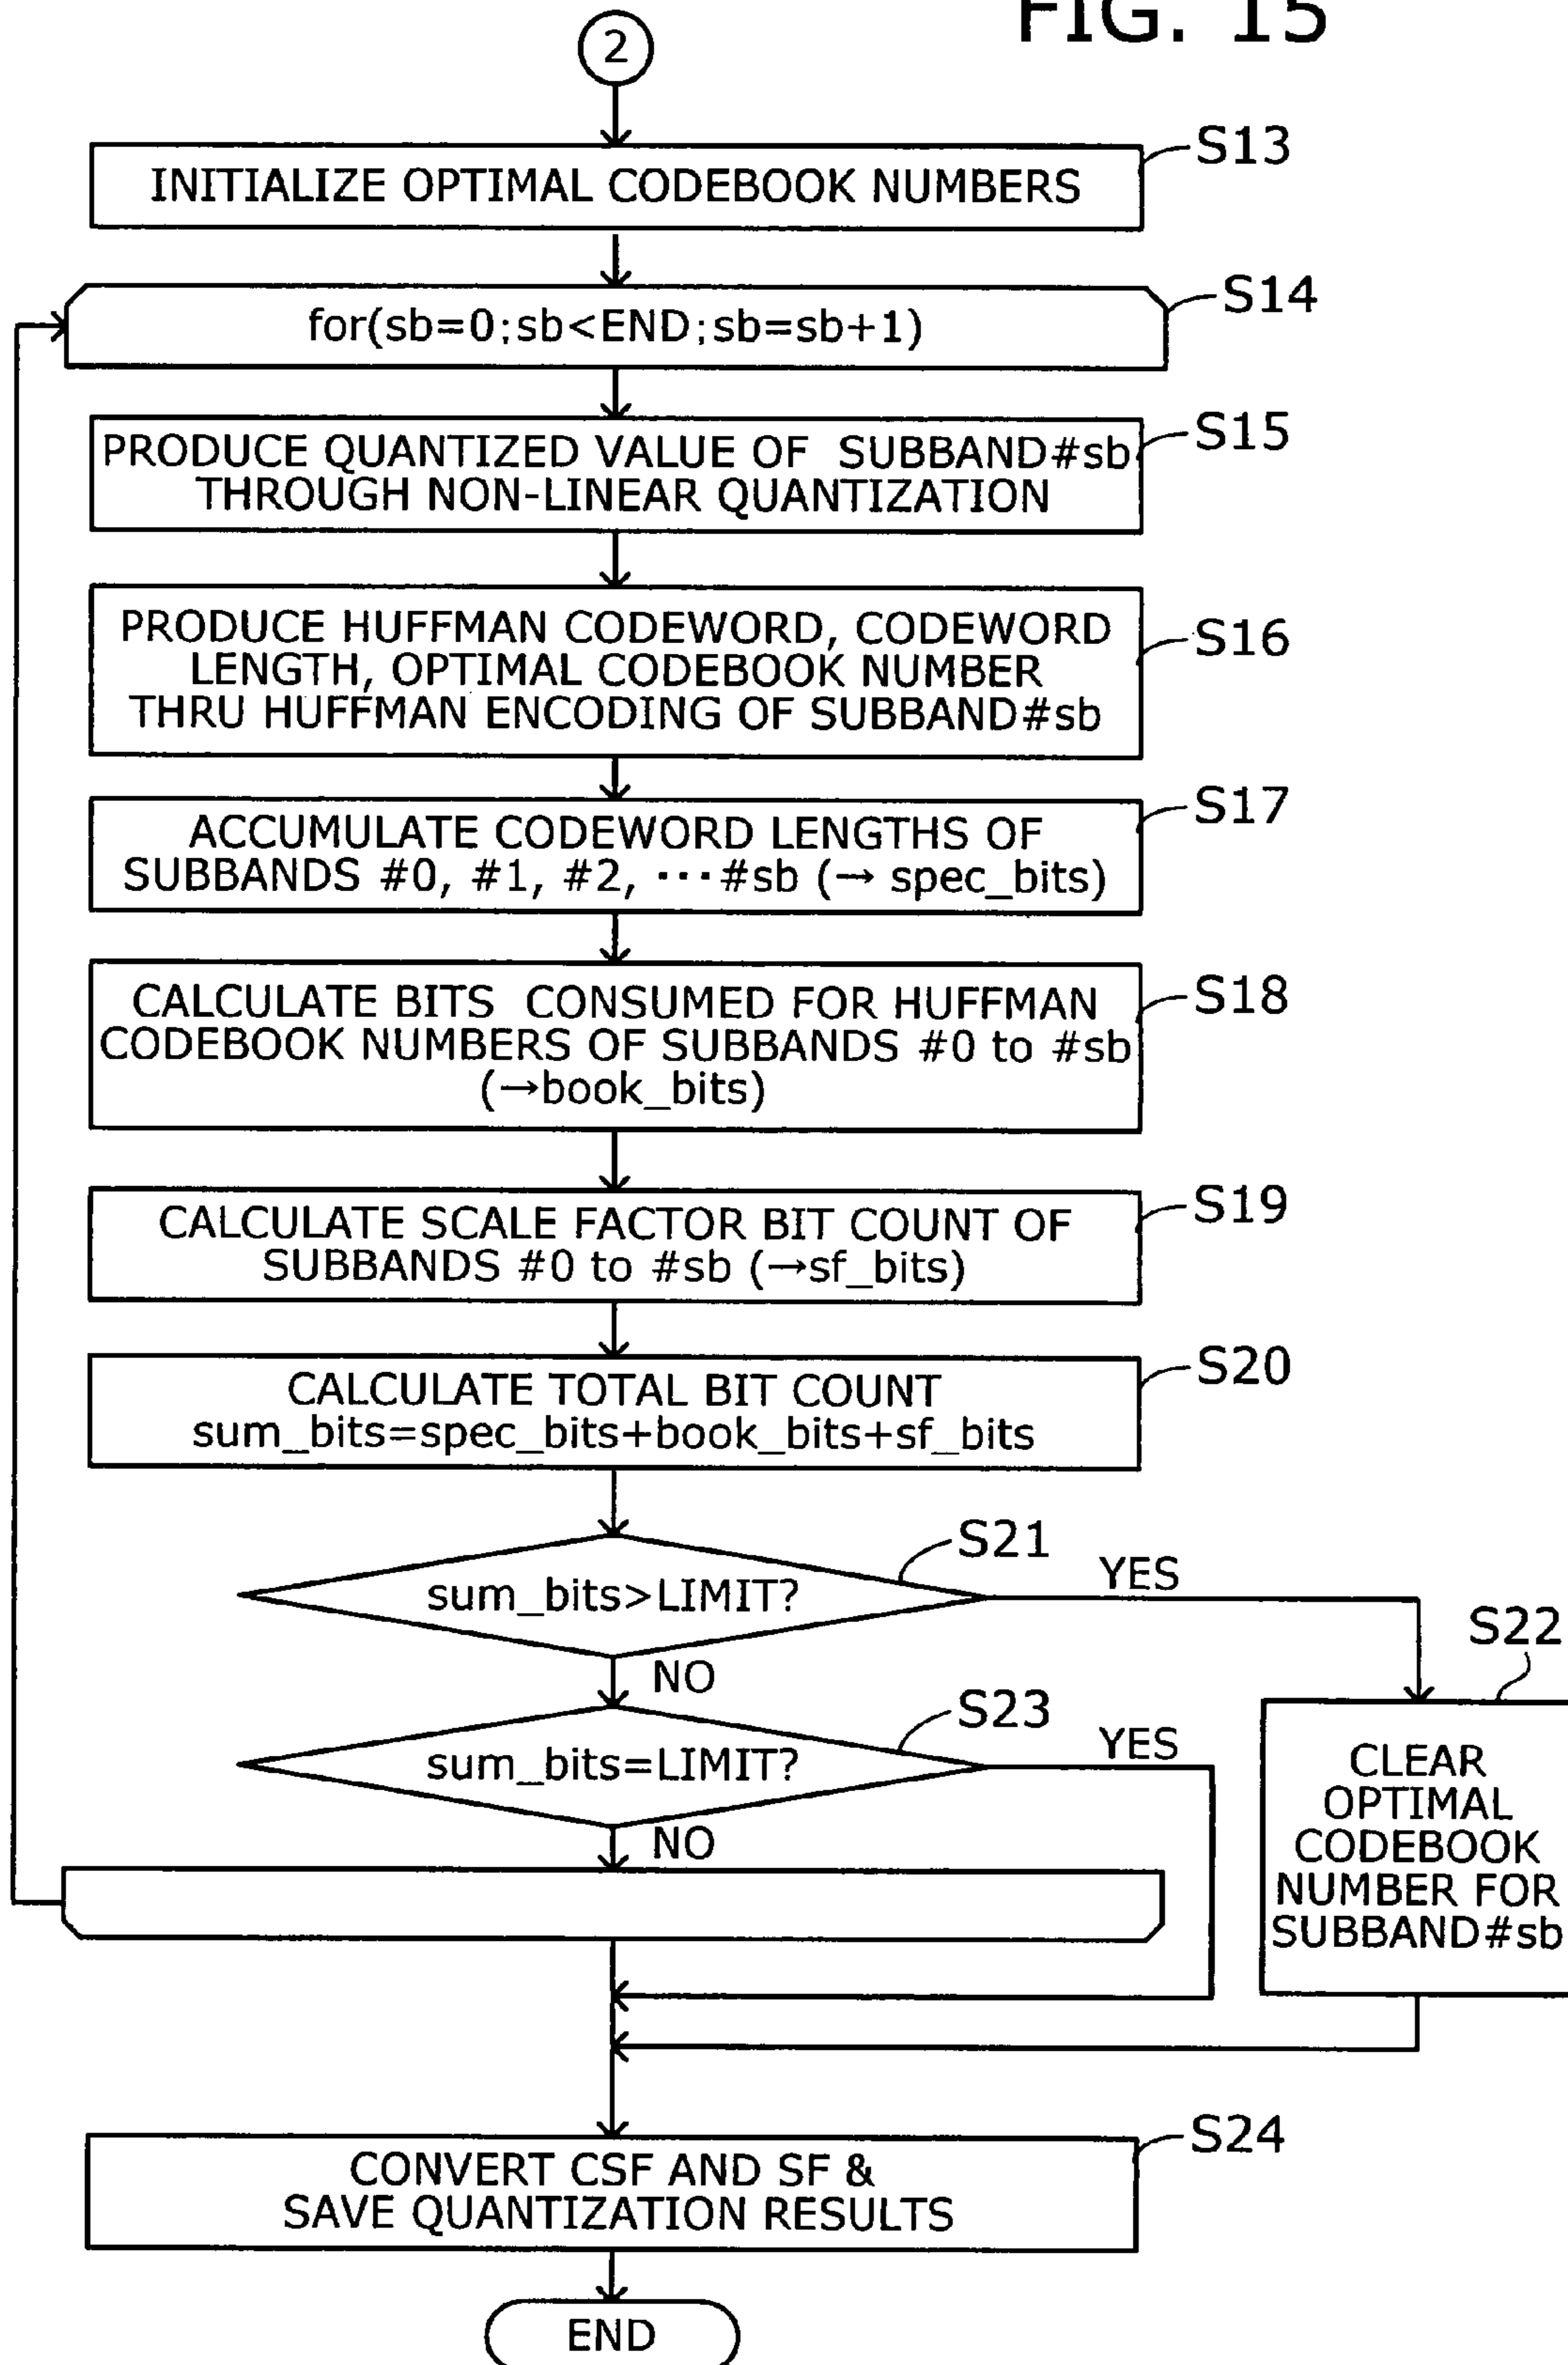 FIG. 15
2
S13
INITIALIZE OPTIMAL CODEBOOK NUMBERS
S14
for(sb=0;sb<END;sb=sb+1)
S15
PRODUCE QUANTIZED VALUE OF SUBBAND#sb
THROUGH NON-LINEAR QUANTIZATION
S16
PRODUCE HUFFMAN CODEWORD, CODEWORD
LENGTH, OPTIMAL CODEBOOK NUMBER
THRU HUFFMAN ENCODING OF SUBBAND#sb
S17
ACCUMULATE CODEWORD LENGTHS OF
SUBBANDS #0, #1, #2, ···#sb (→ spec_bits)
S18
CALCULATE BITS CONSUMED FOR HUFFMAN
CODEBOOK NUMBERS OF SUBBANDS #0 to #sb
(→book_bits)
S19
CALCULATE SCALE FACTOR BIT COUNT OF
SUBBANDS #0 to #sb (→sf_bits)
S20
CALCULATE TOTAL BIT COUNT
sum_bits=spec_bits+book_bits+sf_bits
S21
sum_bits>LIMIT?
YES
NO
S22
CLEAR
OPTIMAL
CODEBOOK
NUMBER FOR
SUBBAND#sb
S23
sum_bits=LIMIT?
YES
NO
S24
CONVERT CSF AND SF &
SAVE QUANTIZATION RESULTS
END